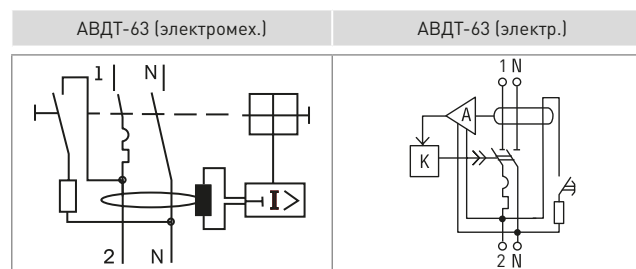 АВДТ-63 (электромех.)
АВДТ-63 (электр.)
1 N
I >
2 N
1 N
A
K
2 N